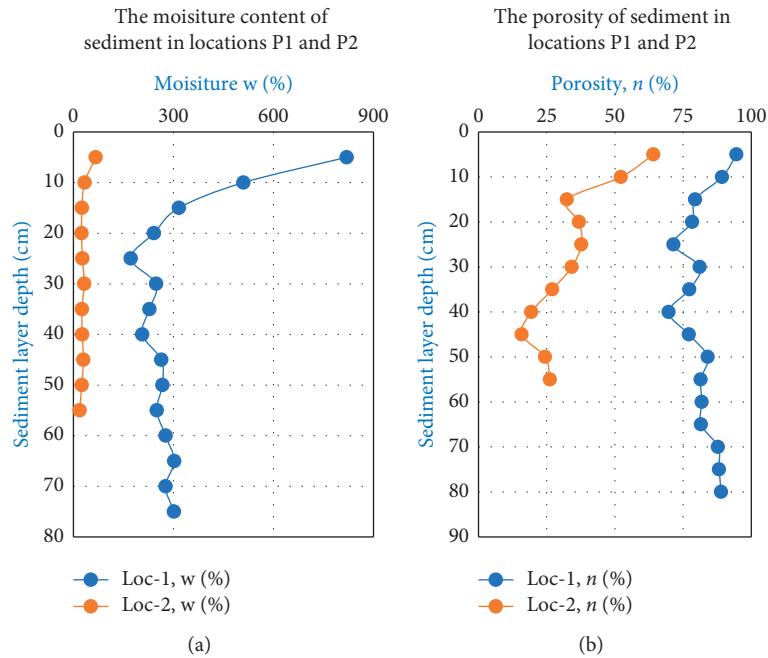 The moisiture content of
sediment in locations P1 and P2
Moisiture w (%)
0 300 600 900
0
10
20
30
40
50
60
70
80
Sediment layer depth (cm)
Loc-1, w (%)
Loc-2, w (%)
(a)
The porosity of sediment in
locations P1 and P2
Porosity, n (%)
0 25 50 75 100
0
10
20
30
40
50
60
70
80
90
Sediment layer depth (cm)
Loc-1, n (%)
Loc-2, n (%)
(b)